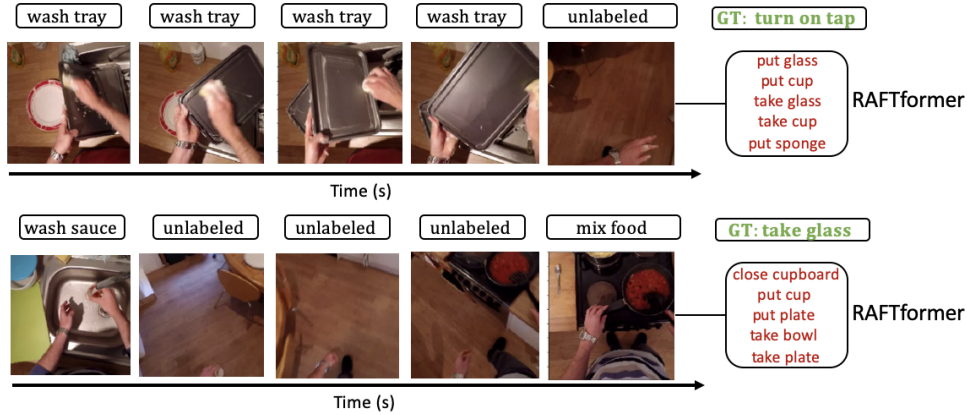 wash tray wash tray wash tray wash tray unlabeled GT: turn on tap
put glass
put cup
take glass
take cup
put sponge
RAFTformer
Time (s)
wash sauce unlabeled unlabeled unlabeled mix food GT: take glass
close cupboard
put cup
put plate
take bowl
take plate
RAFTformer
Time (s)